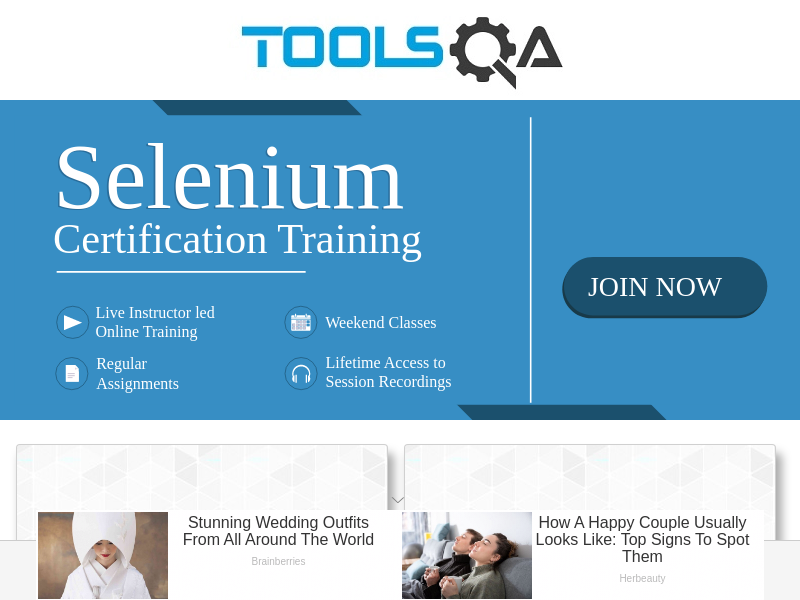 TOOLSQA
Selenium
Certification Training
JOIN NOW
Live Instructor led
Online Training
Weekend Classes
Regular
Assignments
Lifetime Access to
Session Recordings
Stunning Wedding Outfits
From All Around The World
Brainberries
How A Happy Couple Usually
Looks Like: Top Signs To Spot
Them
Herbeauty